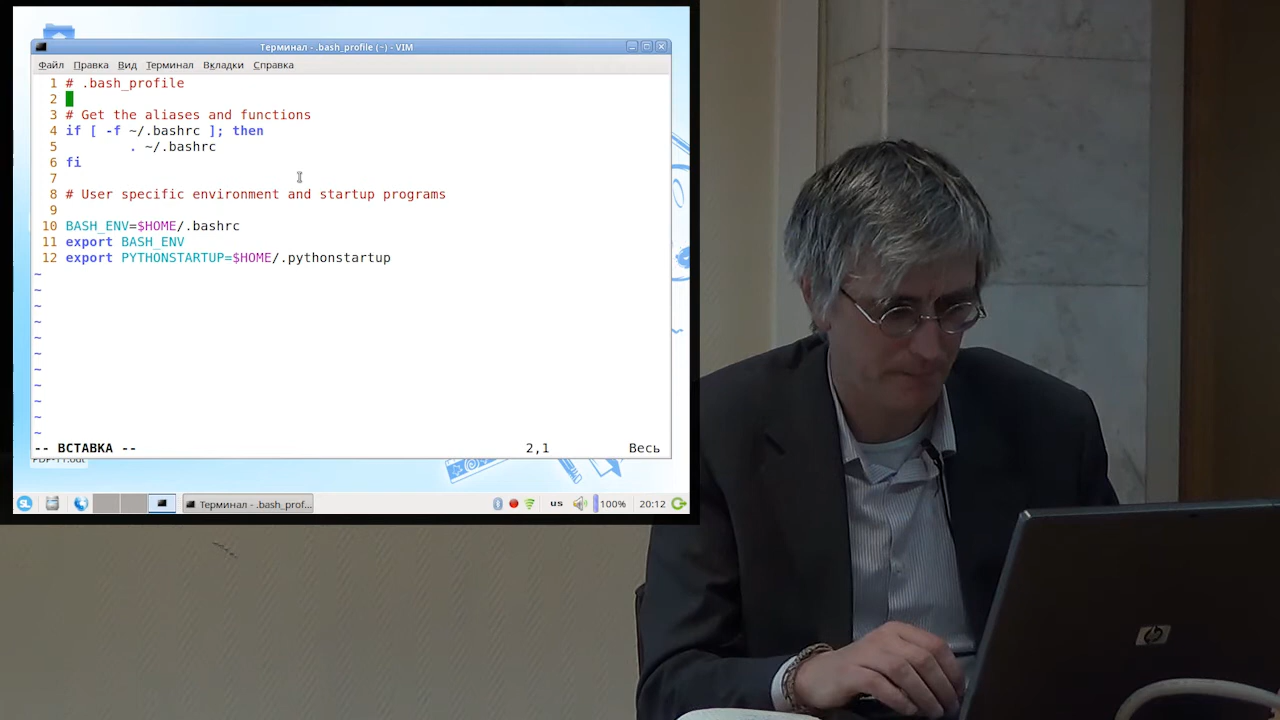 Терминал - .bash_profile (~) - VIM
Файл Правка Вид Терминал Вкладки Справка
1 # .bash_profile
2
3 # Get the aliases and functions
4 if [ -f ~/.bashrc ]; then
5 . ~/.bashrc
6 fi
7
8 # User specific environment and startup programs
9
10 BASH_ENV=$HOME/.bashrc
11 export BASH_ENV
12 export PYTHONSTARTUP=$HOME/.pythonstartup
~
~
~
~
~
~
~
~
~
~
~
-- ВСТАВКА -- 2,1 Весь
Терминал - .bash_prof... us 100% 20:12
hp